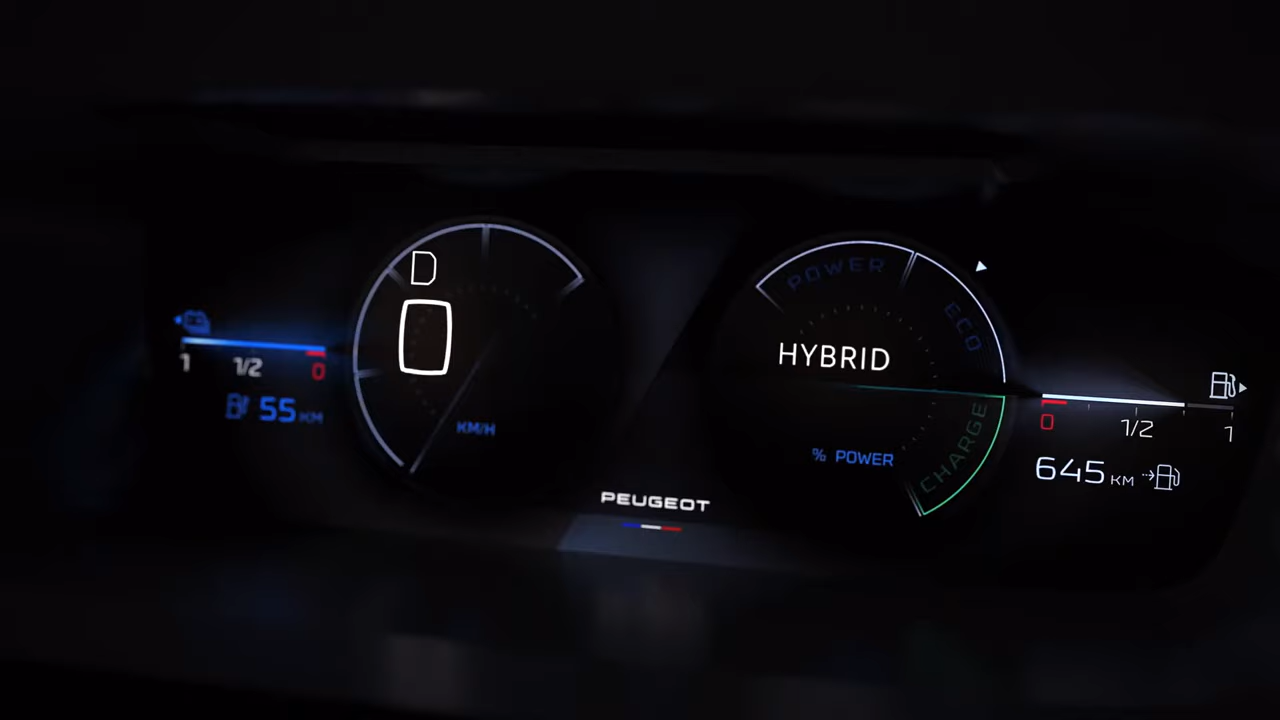 D
0
1 1/2 0
55 KM
KM/H
POWER
ECO
HYBRID
CHARGE
% POWER
0 1/2 1
645 KM
PEUGEOT